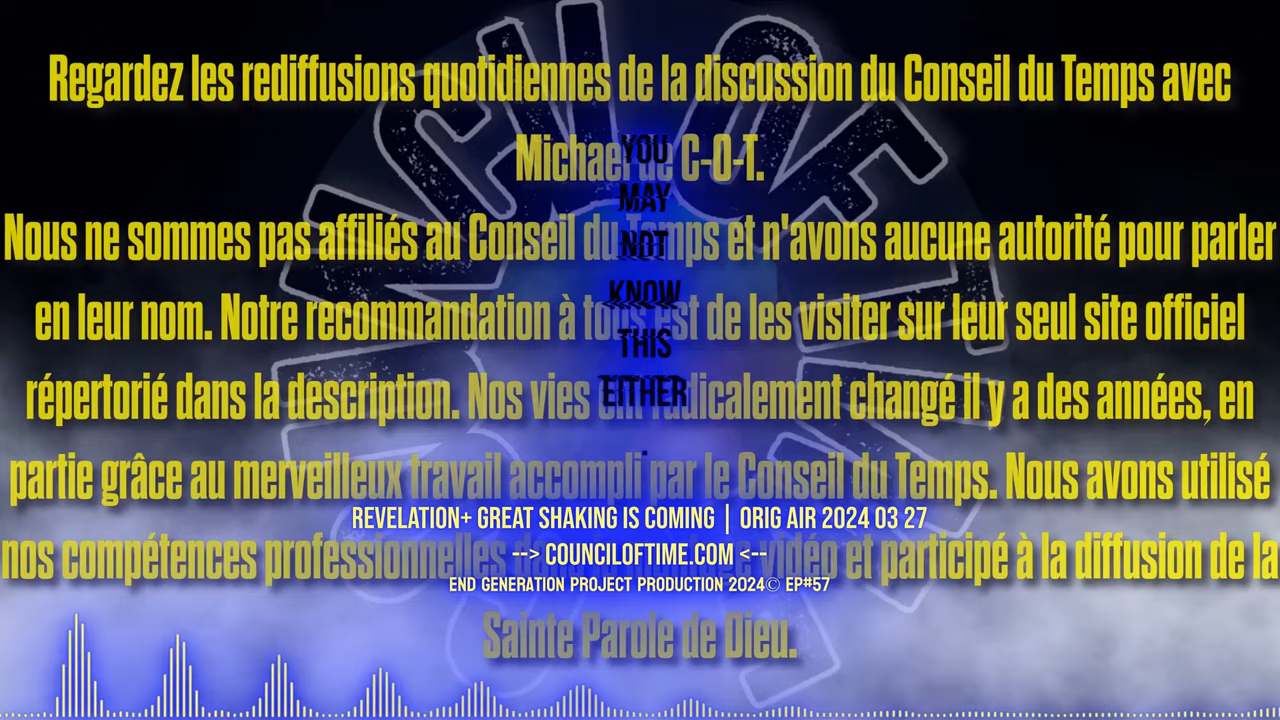 Regardez les rediffusions quotidiennes de la discussion du Conseil du Temps avec
Michael de C-O-T.
Nous ne sommes pas affiliés au Conseil du Temps et n'avons aucune autorité pour parler
en leur nom. Notre recommandation à tous est de les visiter sur leur seul site officiel
répertorié dans la description. Nos vies ont radicalement changé il y a des années, en
partie grâce au merveilleux travail accompli par le Conseil du Temps. Nous avons utilisé
nos compétences professionnelles vidéo et participé à la diffusion de la
Sainte Parole de Dieu.
YOU
MAY
NOT
KNOW
THIS
EITHER
.
REVELATION+ GREAT SHAKING IS COMING | ORIG AIR 2024 03 27
--> COUNCILOFTIME.COM <--
END GENERATION PROJECT PRODUCTION 2024© EP#57